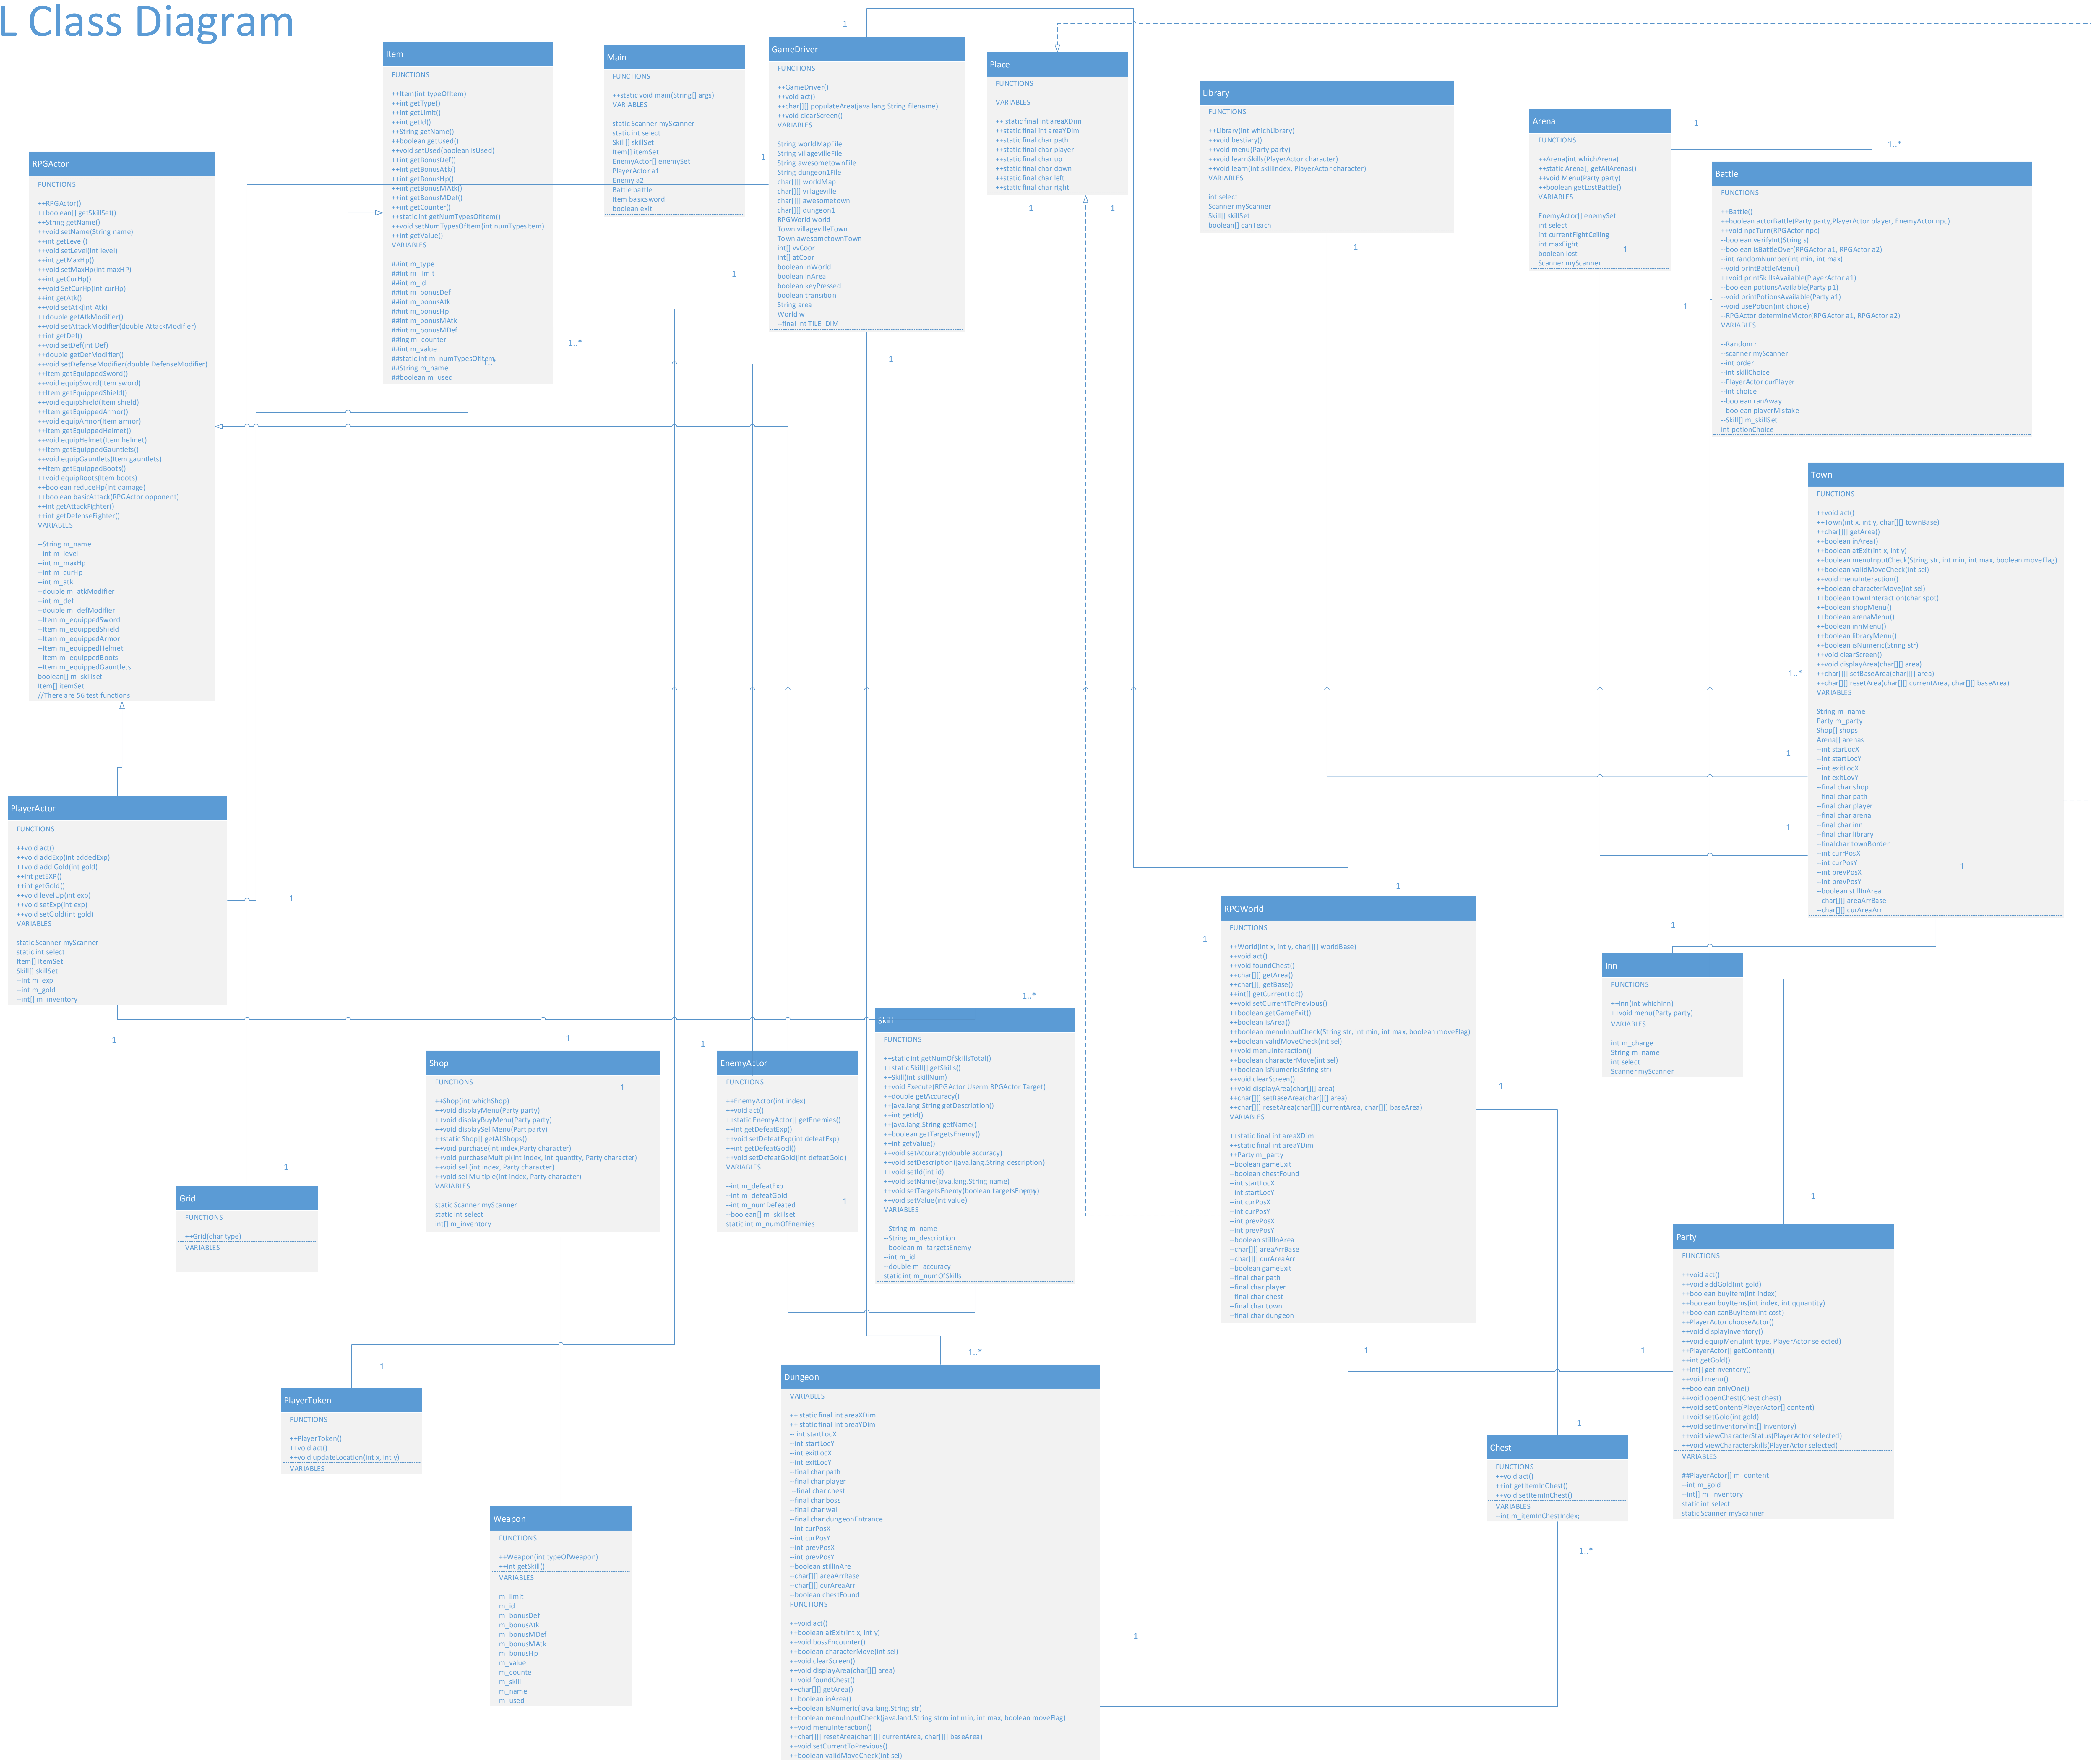 L Class Diagram
Item
FUNCTIONS
++Item(int typeOfItem)
++int getType()
++int getLimit()
++int getId()
++String getName()
++boolean getUsed()
++void setUsed(boolean isUsed)
++int getBonusDef()
++int getBonusAtk()
++int getBonusHp()
++int getBonusMAtk()
++int getBonusMDef()
++int getCounter()
++static int getNumTypesOfItem()
++void setNumTypesOfItem(int numTypesItem)
++int getValue()
VARIABLES
##int m_type
##int m_limit
##int m_id
##int m_bonusDef
##int m_bonusAtk
##int m_bonusHp
##int m_bonusMAtk
##int m_bonusMDef
##ing m_counter
##int m_value
##static int m_numTypesOfItem
##String m_name
##boolean m_used
1..*
1..*
Main
FUNCTIONS
++static void main(String[] args)
VARIABLES
static Scanner myScanner
static int select
Skill[] skillSet
Item[] itemSet
EnemyActor[] enemySet
PlayerActor a1
Enemy a2
Battle battle
Item basicsword
boolean exit
1
1
1
GameDriver
FUNCTIONS
++GameDriver()
++void act()
++char[][] populateArea(java.lang.String filename)
++void clearScreen()
VARIABLES
String worldMapFile
String villagevilleFile
String awesometownFile
String dungeon1File
char[][] worldMap
char[][] villageville
char[][] awesometown
char[][] dungeon1
RPGWorld world
Town villagevilleTown
Town awesometownTown
int[] vvCoor
int[] atCoor
boolean inWorld
boolean inArea
boolean keyPressed
boolean transition
String area
World w
--final int TILE_DIM
1
Place
FUNCTIONS
VARIABLES
++ static final int areaXDim
++static final int areaYDim
++static final char path
++static final char player
++static final char up
++static final char down
++static final char left
++static final char right
1
1
Library
FUNCTIONS
++Library(int whichLibrary)
++void bestiary()
++void menu(Party party)
++void learnSkills(PlayerActor character)
++void learn(int skillIndex, PlayerActor character)
VARIABLES
int select
Scanner myScanner
Skill[] skillSet
boolean[] canTeach
1
Arena
FUNCTIONS
++Arena(int whichArena)
++static Arena[] getAllArenas()
++void Menu(Party party)
++boolean getLostBattle()
VARIABLES
EnemyActor[] enemySet
int select
int currentFightCeiling
int maxFight
boolean lost
Scanner myScanner
1
1
1..*
1
Battle
FUNCTIONS
++Battle()
++boolean actorBattle(Party party,PlayerActor player, EnemyActor npc)
++void npcTurn(RPGActor npc)
--boolean verifyInt(String s)
--boolean isBattleOver(RPGActor a1, RPGActor a2)
--int randomNumber(int min, int max)
--void printBattleMenu()
++void printSkillsAvailable(PlayerActor a1)
--boolean potionsAvailable(Party p1)
--void printPotionsAvailable(Party a1)
--void usePotion(int choice)
--RPGActor determineVictor(RPGActor a1, RPGActor a2)
VARIABLES
--Random r
--scanner myScanner
--int order
--int skillChoice
--PlayerActor curPlayer
--int choice
--boolean ranAway
--boolean playerMistake
--Skill[] m_skillSet
int potionChoice
RPGActor
FUNCTIONS
++RPGActor()
++boolean[] getSkillSet()
++String getName()
++void setName(String name)
++int getLevel()
++void setLevel(int level)
++int getMaxHp()
++void setMaxHp(int maxHP)
++int getCurHp()
++void SetCurHp(int curHp)
++int getAtk()
++void setAtk(int Atk)
++double getAtkModifier()
++void setAttackModifier(double AttackModifier)
++int getDef()
++void setDef(int Def)
++double getDefModifier()
++void setDefenseModifier(double DefenseModifier)
++Item getEquippedSword()
++void equipSword(Item sword)
++Item getEquippedShield()
++void equipShield(Item shield)
++Item getEquippedArmor()
++void equipArmor(Item armor)
++Item getEquippedHelmet()
++void equipHelmet(Item helmet)
++Item getEquippedGauntlets()
++void equipGauntlets(Item gauntlets)
++Item getEquippedBoots()
++void equipBoots(Item boots)
++boolean reduceHp(int damage)
++boolean basicAttack(RPGActor opponent)
++int getAttackFighter()
++int getDefenseFighter()
VARIABLES
--String m_name
--int m_level
--int m_maxHp
--int m_curHp
--int m_atk
--double m_atkModifier
--int m_def
--double m_defModifier
--Item m_equippedSword
--Item m_equippedShield
--Item m_equippedArmor
--Item m_equippedHelmet
--Item m_equippedBoots
--Item m_equippedGauntlets
boolean[] m_skillset
Item[] itemSet
//There are 56 test functions
Town
FUNCTIONS
++void act()
++Town(int x, int y, char[][] townBase)
++char[][] getArea()
++boolean inArea()
++boolean atExit(int x, int y)
++boolean menuInputCheck(String str, int min, int max, boolean moveFlag)
++boolean validMoveCheck(int sel)
++void menuInteraction()
++boolean characterMove(int sel)
++boolean townInteraction(char spot)
++boolean shopMenu()
++boolean arenaMenu()
++boolean innMenu()
++boolean libraryMenu()
++boolean isNumeric(String str)
++void clearScreen()
++void displayArea(char[][] area)
++char[][] setBaseArea(char[][] area)
++char[][] resetArea(char[][] currentArea, char[][] baseArea)
VARIABLES
String m_name
Party m_party
Shop[] shops
Arena[] arenas
--int starLocX
--int startLocY
--int exitLocX
--int exitLovY
--final char shop
--final char path
--final char player
--final char arena
--final char inn
--final char library
--finalchar townBorder
--int currPosX
--int curPosY
--int prevPosX
--int prevPosY
--boolean stillInArea
--char[][] areaArrBase
--char[][] curAreaArr
1..*
1
1
1
PlayerActor
FUNCTIONS
++void act()
++void addExp(int addedExp)
++void add Gold(int gold)
++int getEXP()
++int getGold()
++void levelUp(int exp)
++void setExp(int exp)
++void setGold(int gold)
VARIABLES
static Scanner myScanner
static int select
Item[] itemSet
Skill[] skillSet
--int m_exp
--int m_gold
--int[] m_inventory
1
1
RPGWorld
FUNCTIONS
++World(int x, int y, char[][] worldBase)
++void act()
++void foundChest()
++char[][] getArea()
++char[][] getBase()
++int[] getCurrentLoc()
++void setCurrentToPrevious()
++boolean getGameExit()
++boolean isArea()
++boolean menuInputCheck(String str, int min, int max, boolean moveFlag)
++boolean validMoveCheck(int sel)
++void menuInteraction()
++boolean characterMove(int sel)
++boolean isNumeric(String str)
++void clearScreen()
++void displayArea(char[][] area)
++char[][] setBaseArea(char[][] area)
++char[][] resetArea(char[][] currentArea, char[][] baseArea)
VARIABLES
++static final int areaXDim
++static final int areaYDim
++Party m_party
--boolean gameExit
--boolean chestFound
--int startLocX
--int startLocY
--int curPosX
--int curPosY
--int prevPosX
--int prevPosY
--boolean stillInArea
--char[][] areaArrBase
--char[][] curAreaArr
--boolean gameExit
--final char path
--final char player
--final char chest
--final char town
--final char dungeon
1
1
1
1
1
Inn
FUNCTIONS
++Inn(int whichInn)
++void menu(Party party)
VARIABLES
int m_charge
String m_name
int select
Scanner myScanner
1
Skill
FUNCTIONS
++static int getNumOfSkillsTotal()
++static Skill[] getSkills()
++Skill(int skillNum)
++void Execute(RPGActor Userm RPGActor Target)
++double getAccuracy()
++java.lang String getDescription()
++int getId()
++java.lang.String getName()
++boolean getTargetsEnemy()
++int getValue()
++void setAccuracy(double accuracy)
++void setDescription(java.lang.String description)
++void setId(int id)
++void setName(java.lang.String name)
++void setTargetsEnemy(boolean targetsEnemy)
++void setValue(int value)
VARIABLES
--String m_name
--String m_description
--boolean m_targetsEnemy
--int m_id
--double m_accuracy
static int m_numOfSkills
1..*
1..*
Shop
FUNCTIONS
++Shop(int whichShop)
++void displayMenu(Party party)
++void displayBuyMenu(Party party)
++void displaySellMenu(Part party)
++static Shop[] getAllShops()
++void purchase(int index,Party character)
++void purchaseMultipl(int index, int quantity, Party character)
++void sell(int index, Party character)
++void sellMultiple(int index, Party character)
VARIABLES
static Scanner myScanner
static int select
int[] m_inventory
1
1
EnemyActor
FUNCTIONS
++EnemyActor(int index)
++void act()
++static EnemyActor[] getEnemies()
++int getDefeatExp()
++void setDefeatExp(int defeatExp)
++int getDefeatGodl()
++void setDefeatGold(int defeatGold)
VARIABLES
--int m_defeatExp
--int m_defeatGold
--int m_numDefeated
--boolean[] m_skillset
static int m_numOfEnemies
1
1
Grid
FUNCTIONS
++Grid(char type)
VARIABLES
1
Party
FUNCTIONS
++void act()
++void addGold(int gold)
++boolean buyItem(int index)
++boolean buyItems(int index, int qquantity)
++boolean canBuyItem(int cost)
++PlayerActor chooseActor()
++void displayInventory()
++void equipMenu(int type, PlayerActor selected)
++PlayerActor[] getContent()
++int getGold()
++int[] getInventory()
++void menu()
++boolean onlyOne()
++void openChest(Chest chest)
++void setContent(PlayerActor[] content)
++void setGold(int gold)
++void setInventory(int[] inventory)
++void viewCharacterStatus(PlayerActor selected)
++void viewCharacterSkills(PlayerActor selected)
VARIABLES
##PlayerActor[] m_content
--int m_gold
--int[] m_inventory
static int select
static Scanner myScanner
1
1
PlayerToken
FUNCTIONS
++PlayerToken()
++void act()
++void updateLocation(int x, int y)
VARIABLES
1
Dungeon
VARIABLES
++ static final int areaXDim
++ static final int areaYDim
-- int startLocX
--int startLocY
--int exitLocX
--int exitLocY
--final char path
--final char player
--final char chest
--final char boss
--final char wall
--final char dungeonEntrance
--int curPosX
--int curPosY
--int prevPosX
--int prevPosY
--boolean stillInAre
--char[][] areaArrBase
--char[][] curAreaArr
--boolean chestFound
FUNCTIONS
++void act()
++boolean atExit(int x, int y)
++void bossEncounter()
++boolean characterMove(int sel)
++void clearScreen()
++void displayArea(char[][] area)
++void foundChest()
++char[][] getArea()
++boolean inArea()
++boolean isNumeric(java.lang.String str)
++boolean menuInputCheck(java.land.String strm int min, int max, boolean moveFlag)
++void menuInteraction()
++char[][] resetArea(char[][] currentArea, char[][] baseArea)
++void setCurrentToPrevious()
++boolean validMoveCheck(int sel)
1..*
1
Chest
FUNCTIONS
++void act()
++int getItemInChest()
++void setItemInChest()
VARIABLES
--int m_itemInChestIndex;
1
1..*
Weapon
FUNCTIONS
++Weapon(int typeOfWeapon)
++int getSkill()
VARIABLES
m_limit
m_id
m_bonusDef
m_bonusAtk
m_bonusMDef
m_bonusMAtk
m_bonusHp
m_value
m_counte
m_skill
m_name
m_used